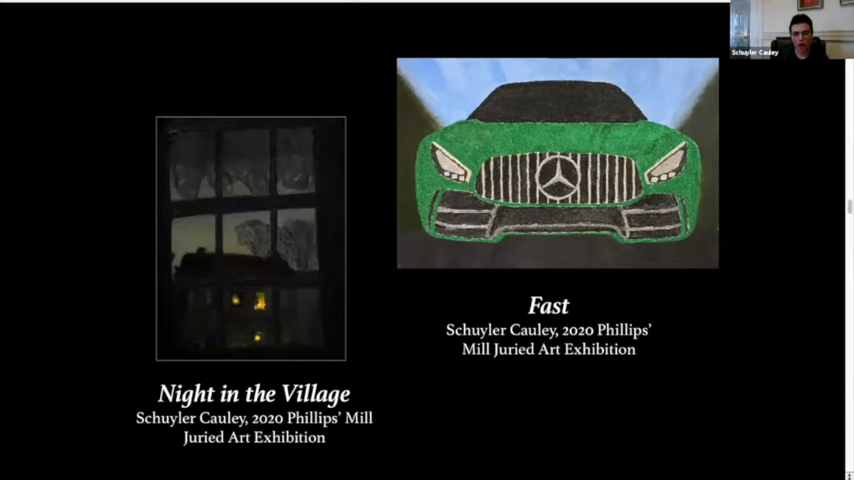 Schuyler Cauley
Fast
Schuyler Cauley, 2020 Phillips’
Mill Juried Art Exhibition
Night in the Village
Schuyler Cauley, 2020 Phillips’ Mill
Juried Art Exhibition